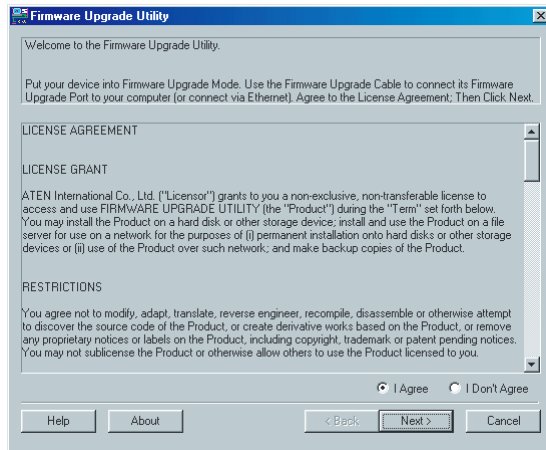 Firmware Upgrade Utility
Welcome to the Firmware Upgrade Utility.
Put your device into Firmware Upgrade Mode. Use the Firmware Upgrade Cable to connect its Firmware
Upgrade Port to your computer (or connect via Ethernet). Agree to the License Agreement; Then Click Next.
LICENSE AGREEMENT
LICENSE GRANT
ATEN International Co., Ltd. ("Licensor") grants to you a non-exclusive, non-transferable license to
access and use FIRMWARE UPGRADE UTILITY (the "Product") during the "Term" set forth below.
You may install the Product on a hard disk or other storage device; install and use the Product on a file
server for use on a network for the purposes of (i) permanent installation onto hard disks or other storage
devices or (ii) use of the Product over such network; and make backup copies of the Product.
RESTRICTIONS
You agree not to modify, adapt, translate, reverse engineer, recompile, disassemble or otherwise attempt
to discover the source code of the Product, or create derivative works based on the Product, or remove
any proprietary notices or labels on the Product, including copyright, trademark or patent pending notices.
You may not sublicense the Product or otherwise allow others to use the Product licensed to you.
I Agree I Don't Agree
Help About < Back Next > Cancel